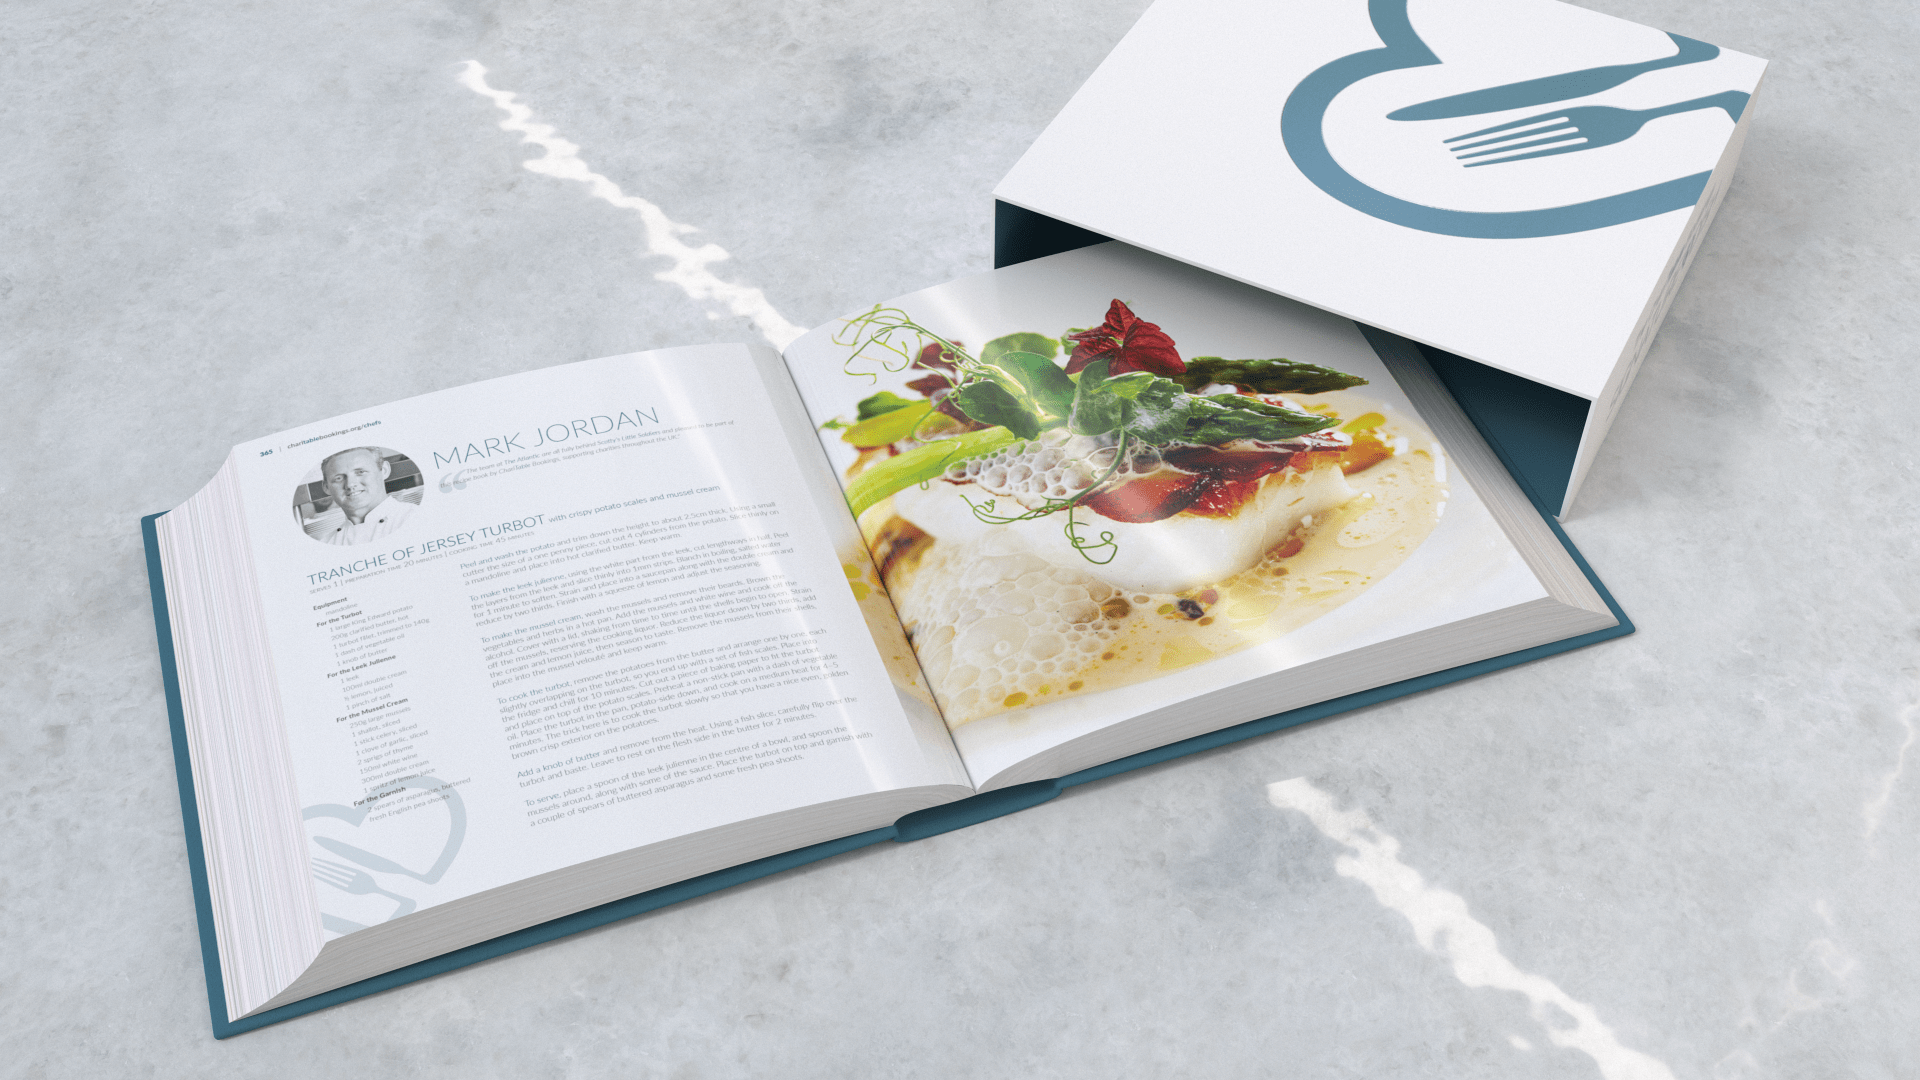 365 | charitablebookings.org/chefs
MARK JORDAN
"The team at The Atlantic are all fully behind Scotty's Little Soldiers and pleased to be part of
this recipe book by CharITable Bookings, supporting charities throughout the UK."
TRANCHE OF JERSEY TURBOT with crispy potato scales and mussel cream
SERVES 1 | PREPARATION TIME 20 MINUTES | COOKING TIME 45 MINUTES
Equipment
mandoline
For the Turbot
1 large King Edward potato
200g clarified butter, hot
1 turbot fillet, trimmed to 140g
1 dash of vegetable oil
1 knob of butter
For the Leek Julienne
1 leek
100ml double cream
lemon, juiced
1 pinch of salt
For the Mussel Cream
250g large mussels
1 shallot, sliced
1 stick celery, sliced
1 clove of garlic, sliced
2 sprigs of thyme
150ml white wine
200ml double cream
1 spritz of lemon juice
For the Garnish
2 spears of asparagus, buttered
fresh English pea shoots
Peel and wash the potato and trim down the height to about 2.5cm thick. Using a small
cutter the size of a one penny piece, cut out 4 cylinders from the potato. Slice thinly on
a mandoline and place into hot clarified butter. Keep warm.
To make the leek julienne, using the white part from the leek, cut lengthways in half. Peel
the layers from the leek and slice thinly into 1mm strips. Blanch in boiling, salted water
for 1 minute to soften. Strain and place into a saucepan along with the double cream and
reduce by two thirds. Finish with a squeeze of lemon and adjust the seasoning.
To make the mussel cream, wash the mussels and remove their beards. Brown the
vegetables and herbs in a hot pan. Add the mussels and white wine and cook off the
alcohol. Cover with a lid, shaking from time to time until the shells begin to open. Strain
off the mussels, reserving the cooking liquor. Reduce the liquor down by two thirds, add
the cream and lemon juice, then season to taste. Remove the mussels from their shells,
place into the mussel velouté and keep warm.
To cook the turbot, remove the potatoes from the butter and arrange one by one, each
slightly overlapping on the turbot, so you end up with a set of fish scales. Place into
the fridge and chill for 10 minutes. Cut out a piece of baking paper to fit the turbot
and place on top of the potato scales. Preheat a non-stick pan with a dash of vegetable
oil. Place the turbot in the pan, potato side down, and cook on a medium heat for 4-5
minutes. The trick here is to cook the turbot slowly so that you have a nice even, golden
brown crisp exterior on the potatoes.
Add a knob of butter and remove from the heat. Using a fish slice, carefully flip over the
turbot and baste. Leave to rest on the flesh side in the butter for 2 minutes.
To serve, place a spoon of the leek julienne in the centre of a bowl, and spoon the
mussels around, along with some of the sauce. Place the turbot on top and garnish with
a couple of spears of buttered asparagus and some fresh pea shoots.